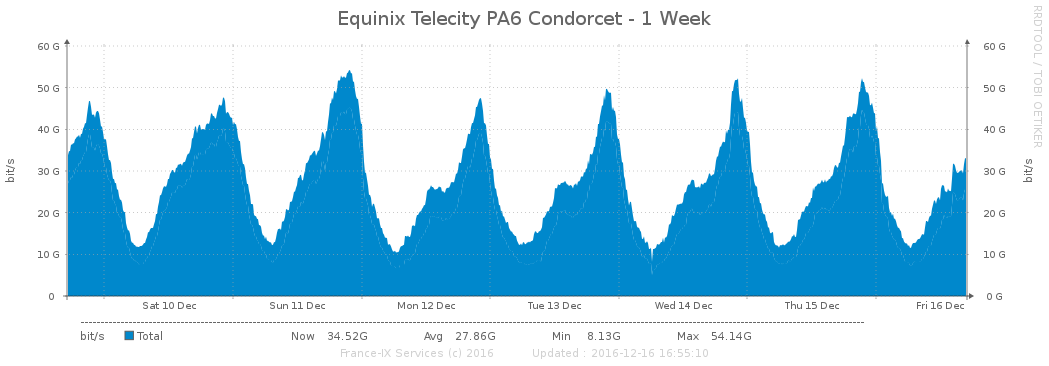 Equinix Telecity PA6 Condorcet - 1 Week
RRDTOOL / TOBI OETIKER
60 G 60 G
50 G 50 G
40 G 40 G
30 G 30 G
20 G 20 G
10 G 10 G
0 0 G
bit/s
bit/s
Sat 10 Dec Sun 11 Dec Mon 12 Dec Tue 13 Dec Wed 14 Dec Thu 15 Dec Fri 16 Dec
bit/s Total Now 34.52G Avg 27.86G Min 8.13G Max 54.14G
France-IX Services (c) 2016 Updated : 2016-12-16 16:55:10